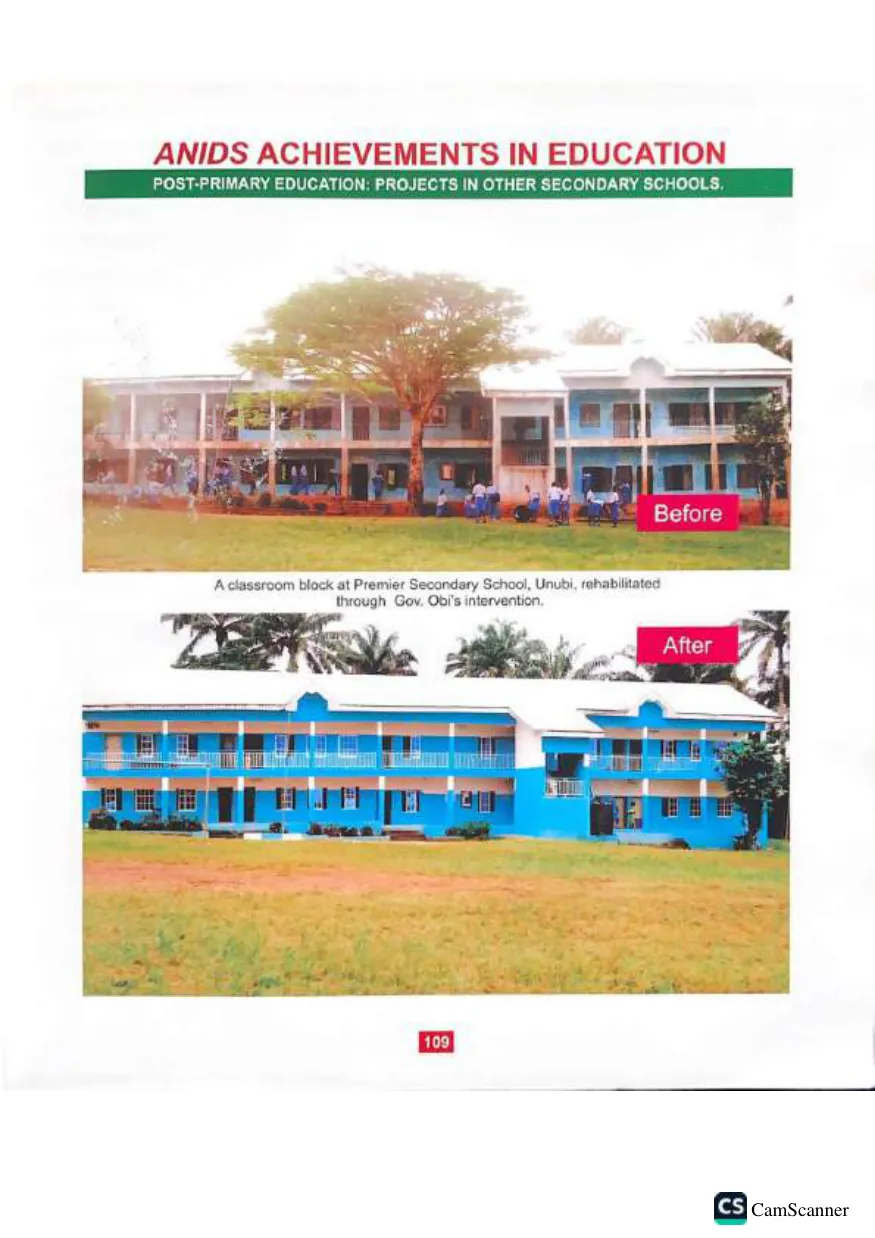 ANIDS ACHIEVEMENTS IN EDUCATION
POST-PRIMARY EDUCATION: PROJECTS IN OTHER SECONDARY SCHOOLS.
Before
A classroom block at Premier Secondary School, Unubi, rehabilitated
through Gov. Obi's intervention.
After
109
CS CamScanner